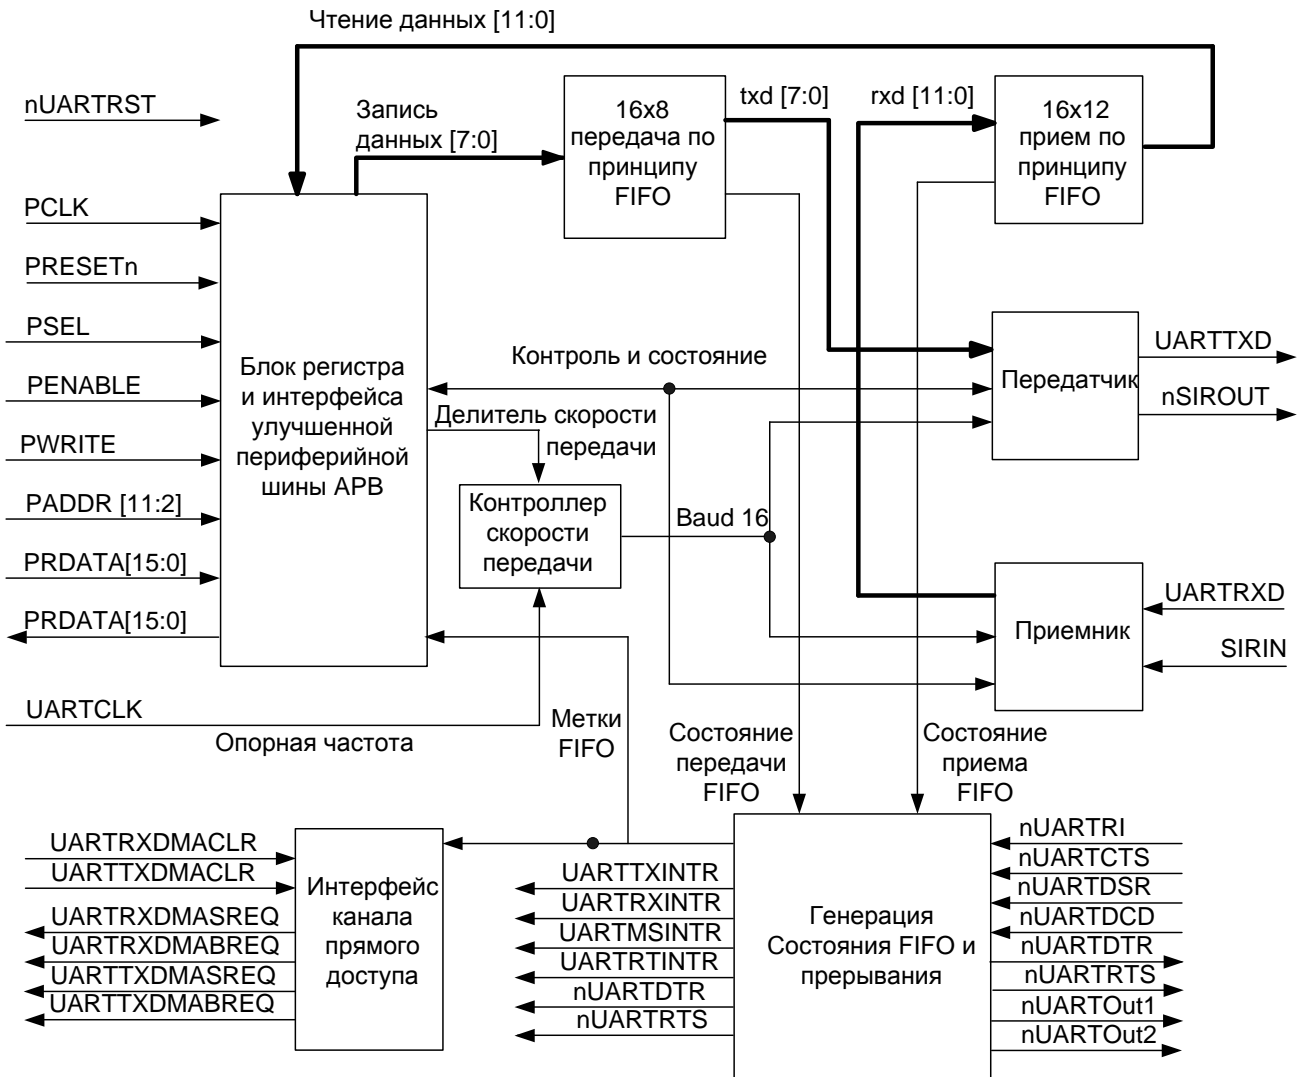 Чтение данных [11:0]
nUARTRST
Запись
данных [7:0]
16x8
передача по
принципу
FIFO
txd [7:0]
rxd [11:0]
16x12
прием по
принципу
FIFO
PCLK
PRESETn
PSEL
PENABLE
PWRITE
PADDR [11:2]
PRDATA[15:0]
PRDATA[15:0]
UARTCLK
Опорная частота
Блок регистра
и интерфейса
улучшенной
периферийной
шины APB
Контроль и состояние
Делитель скорости
передачи
Контроллер
скорости
передачи
Baud 16
Передатчик
UARTTXD
nSIROUT
Приемник
UARTRXD
SIRIN
Метки
FIFO
Состояние
передачи
FIFO
Состояние
приема
FIFO
UARTRXDMACLR
UARTTXDMACLR
UARTRXDMASREQ
UARTRXDMABREQ
UARTTXDMASREQ
UARTTXDMABREQ
Интерфейс
канала
прямого
доступа
UARTTXINTR
UARTRXINTR
UARTMSINTR
UARTRTINTR
nUARTDTR
nUARTRTS
Генерация
Состояния FIFO и
прерывания
nUARTRI
nUARTCTS
nUARTDSR
nUARTDCD
nUARTDTR
nUARTRTS
nUARTOut1
nUARTOut2